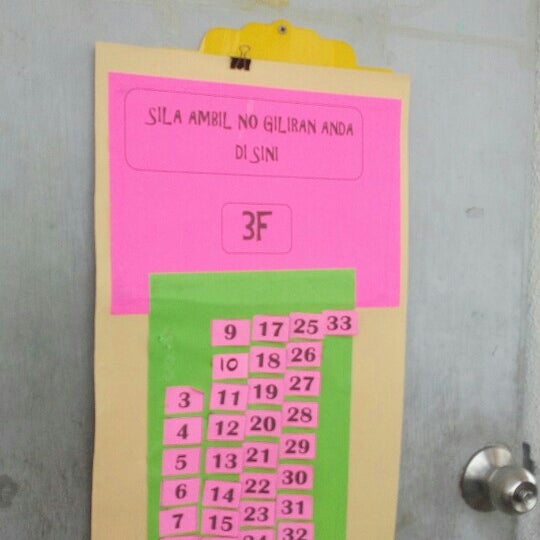 SILA AMBIL NO GILIRAN ANDA
DI SINI
3F
9 17 25 33
10 18 26
3 11 19 27
4 12 20 28
5 13 21 29
6 14 22 30
7 15 23 31
24 32